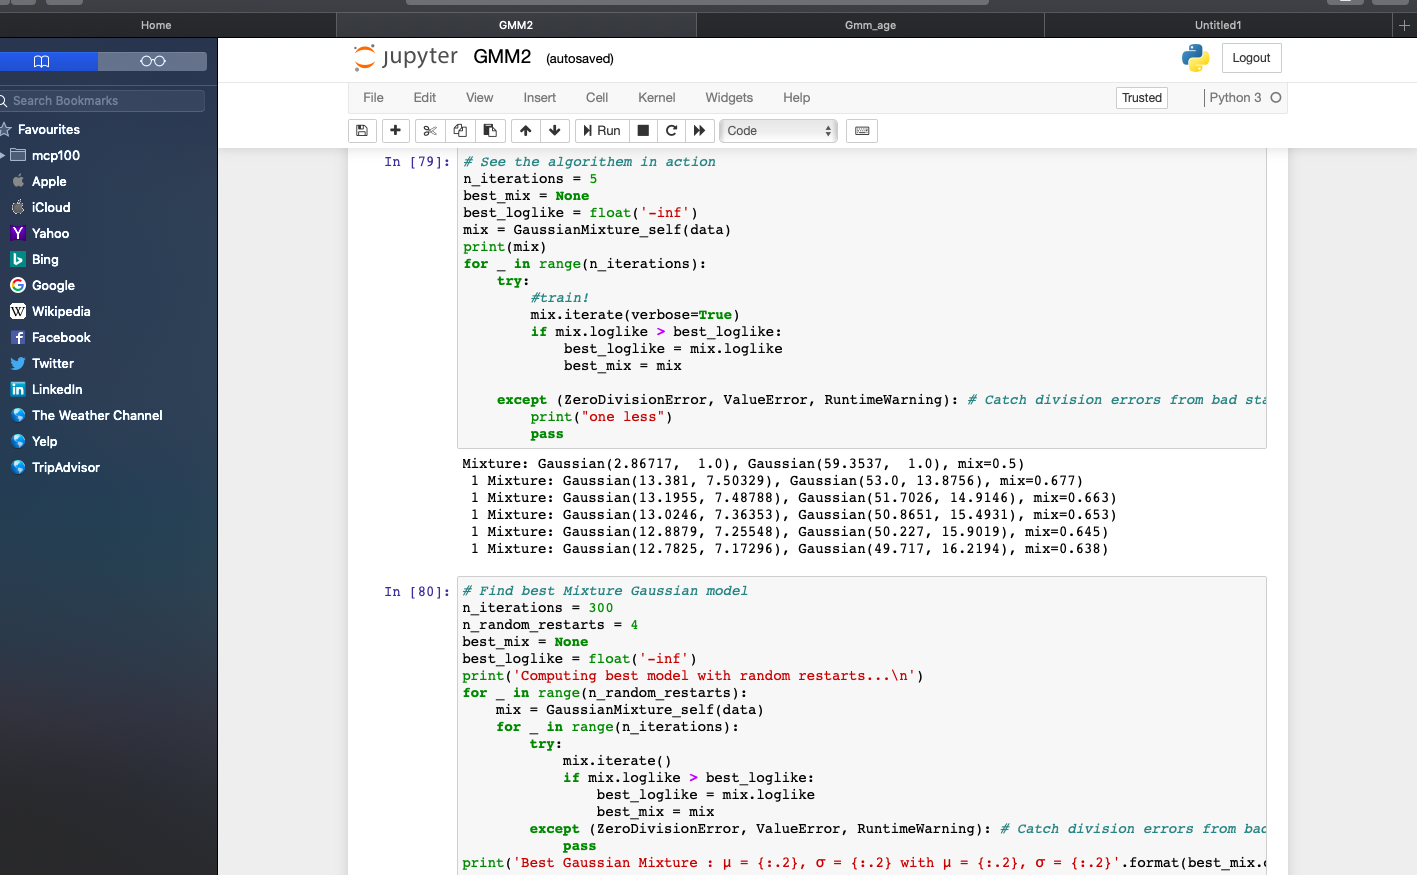 Home
GMM2
Gmm_age
Untitled1
Search Bookmarks
Favourites
mcp100
Apple
iCloud
Yahoo
Bing
Google
Wikipedia
Facebook
Twitter
LinkedIn
The Weather Channel
Yelp
TripAdvisor
jupyter GMM2 (autosaved)
Logout
File Edit View Insert Cell Kernel Widgets Help
Trusted
Python 3
Run
Code
In [79]:
# See the algorithem in action
n_iterations = 5
best_mix = None
best_loglike = float('-inf')
mix = GaussianMixture_self(data)
print(mix)
for _ in range(n_iterations):
    try:
        #train!
        mix.iterate(verbose=True)
        if mix.loglike > best_loglike:
            best_loglike = mix.loglike
            best_mix = mix
    except (ZeroDivisionError, ValueError, RuntimeWarning): # Catch division errors from bad sta
        print("one less")
        pass
Mixture: Gaussian(2.86717,  1.0), Gaussian(59.3537,  1.0), mix=0.5)
 1 Mixture: Gaussian(13.381, 7.50329), Gaussian(53.0, 13.8756), mix=0.677)
 1 Mixture: Gaussian(13.1955, 7.48788), Gaussian(51.7026, 14.9146), mix=0.663)
 1 Mixture: Gaussian(13.0246, 7.36353), Gaussian(50.8651, 15.4931), mix=0.653)
 1 Mixture: Gaussian(12.8879, 7.25548), Gaussian(50.227, 15.9019), mix=0.645)
 1 Mixture: Gaussian(12.7825, 7.17296), Gaussian(49.717, 16.2194), mix=0.638)
In [80]:
# Find best Mixture Gaussian model
n_iterations = 300
n_random_restarts = 4
best_mix = None
best_loglike = float('-inf')
print('Computing best model with random restarts...\n')
for _ in range(n_random_restarts):
    mix = GaussianMixture_self(data)
    for _ in range(n_iterations):
        try:
            mix.iterate()
            if mix.loglike > best_loglike:
                best_loglike = mix.loglike
                best_mix = mix
        except (ZeroDivisionError, ValueError, RuntimeWarning): # Catch division errors from bad
            pass
print('Best Gaussian Mixture : μ = {:.2}, σ = {:.2} with μ = {:.2}, σ = {:.2}'.format(best_mix.